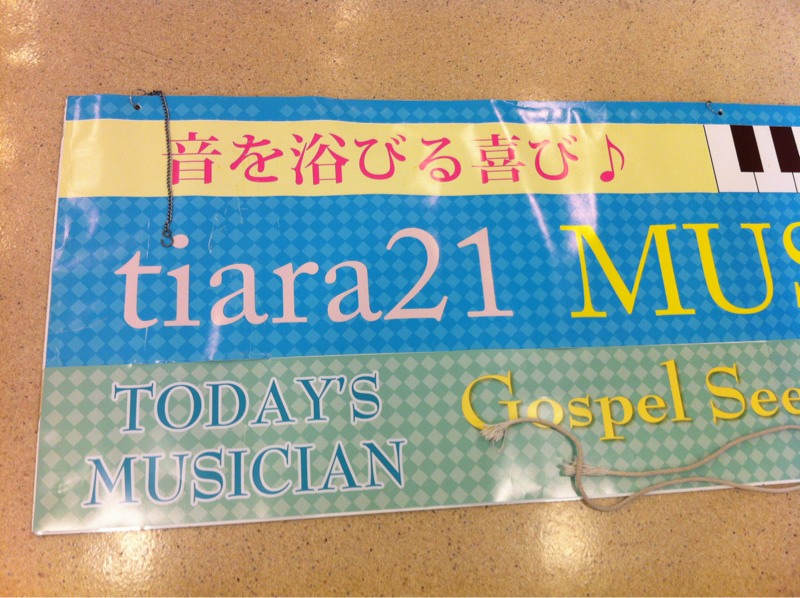 音を浴びる喜び♪
tiara21 MUS
TODAY'S
MUSICIAN
Gospel See